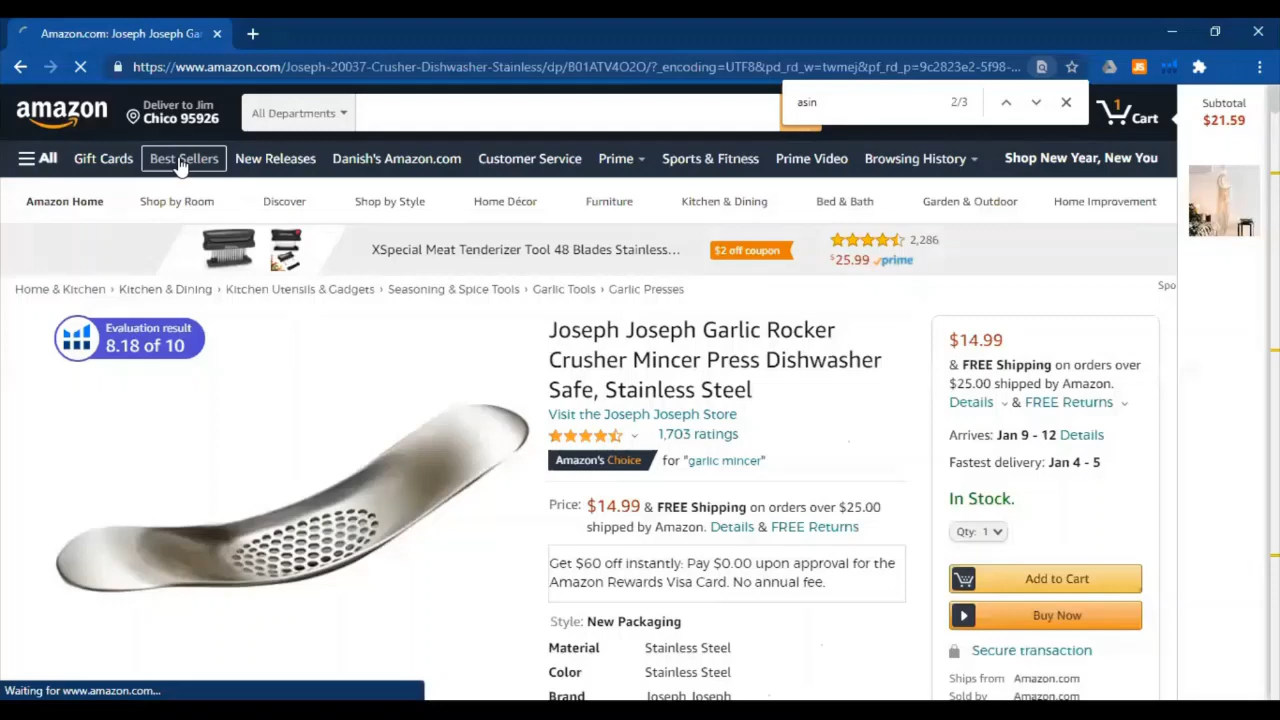 Amazon.com: Joseph Joseph Ga
https://www.amazon.com/Joseph-20037-Crusher-Dishwasher-Stainless/dp/B01ATV4O2O/?_encoding=UTF8&pd_rd_w=twmej&pf_rd_p=9c2823e2-5f98-...
asin 2/3
amazon
Deliver to Jim
Chico 95926
All Departments
1
Cart
Subtotal
$21.59
All Gift Cards Best Sellers New Releases Danish's Amazon.com Customer Service Prime Sports & Fitness Prime Video Browsing History Shop New Year, New You
Amazon Home Shop by Room Discover Shop by Style Home Décor Furniture Kitchen & Dining Bed & Bath Garden & Outdoor Home Improvement
XSpecial Meat Tenderizer Tool 48 Blades Stainless... $2 off coupon 2,286
$25.99 prime
Home & Kitchen › Kitchen & Dining › Kitchen Utensils & Gadgets › Seasoning & Spice Tools › Garlic Tools › Garlic Presses
Spo
Evaluation result
8.18 of 10
Joseph Joseph Garlic Rocker
Crusher Mincer Press Dishwasher
Safe, Stainless Steel
Visit the Joseph Joseph Store
1,703 ratings
Amazon's Choice for "garlic mincer"
Price: $14.99 & FREE Shipping on orders over $25.00
shipped by Amazon. Details & FREE Returns
Get $60 off instantly: Pay $0.00 upon approval for the
Amazon Rewards Visa Card. No annual fee.
Style: New Packaging
Material Stainless Steel
Color Stainless Steel
Brand Joseph Joseph
$14.99
& FREE Shipping on orders over
$25.00 shipped by Amazon.
Details & FREE Returns
Arrives: Jan 9 - 12 Details
Fastest delivery: Jan 4 - 5
In Stock.
Qty: 1
Add to Cart
Buy Now
Secure transaction
Ships from Amazon.com
Sold by Amazon.com
Waiting for www.amazon.com...